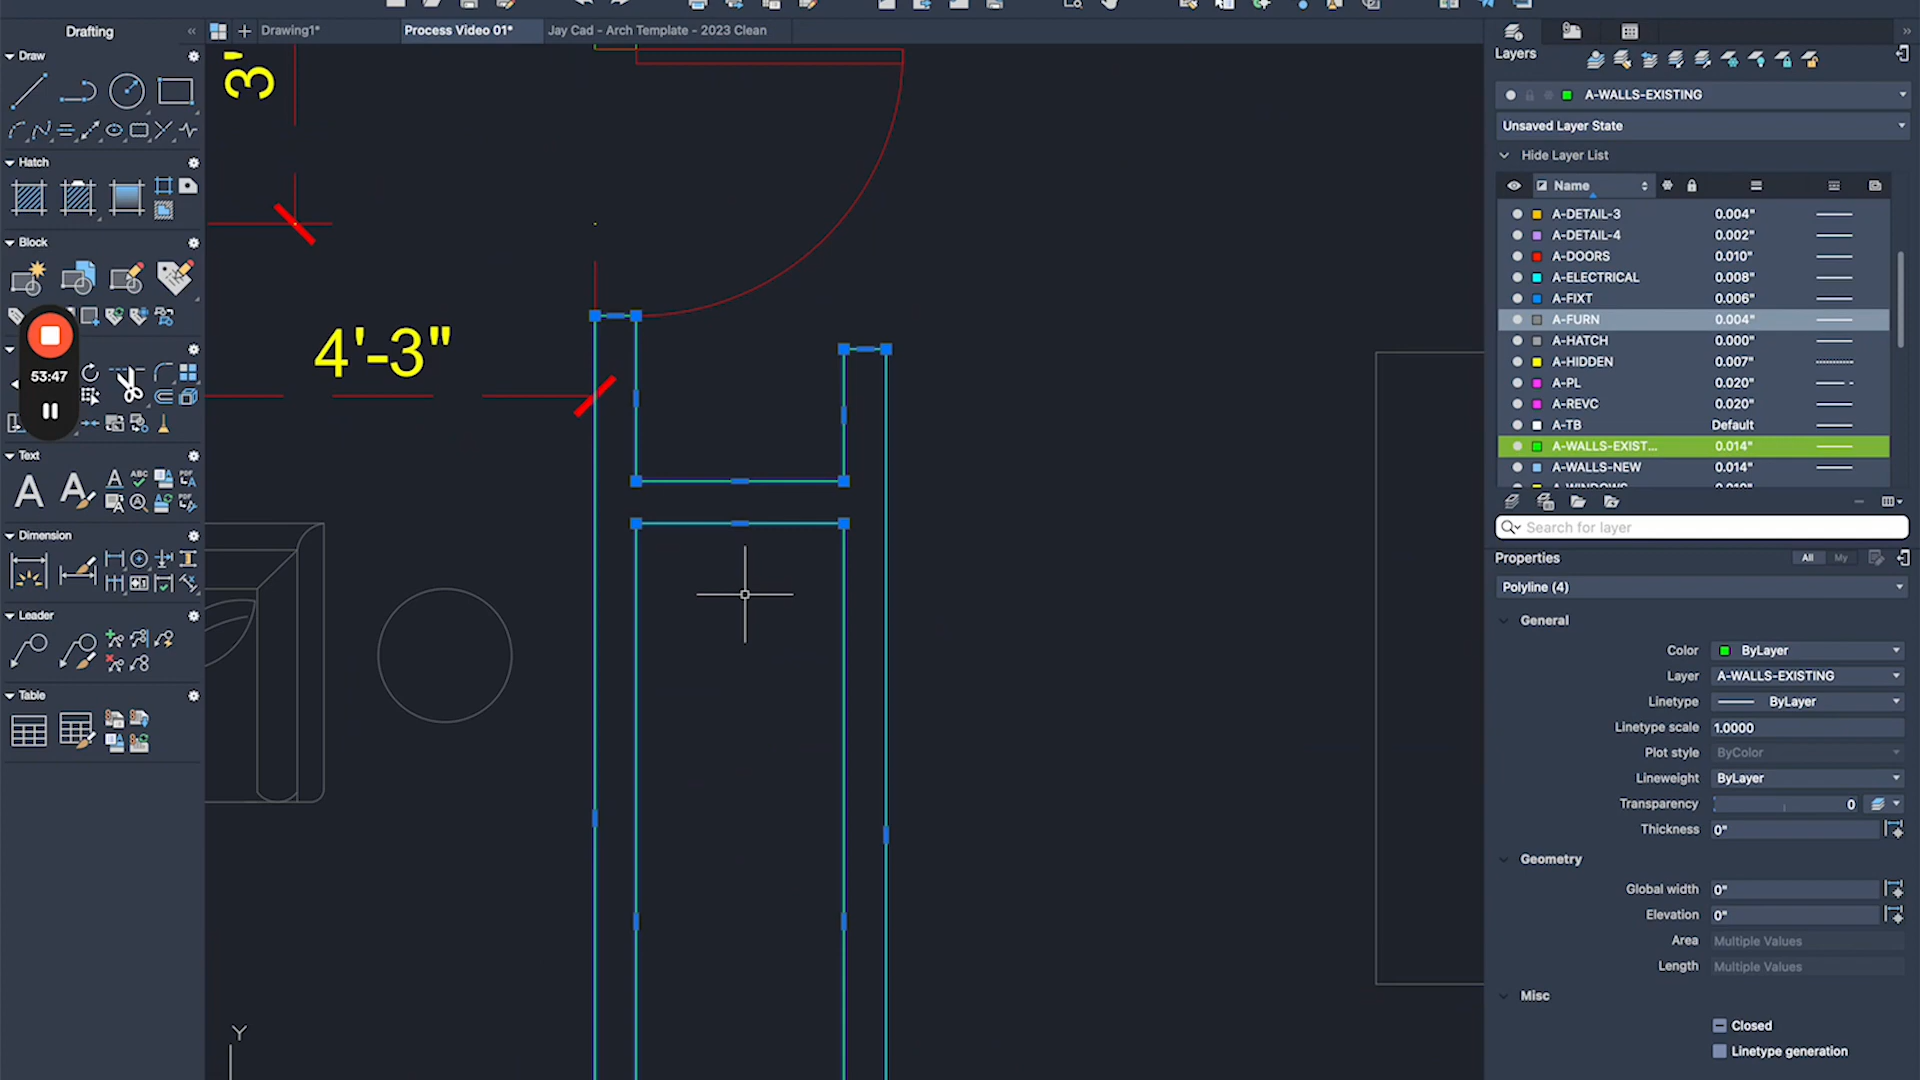 Drafting
Drawing1*
Process Video 01*
Jay Cad - Arch Template - 2023 Clean
Draw
Hatch
Block
53:47
Text
A
A
A
ABC
PDF
PDF
Dimension
Leader
Table
3'
4'-3"
Y
Layers
A-WALLS-EXISTING
Unsaved Layer State
Hide Layer List
Name
A-DETAIL-3 0.004"
A-DETAIL-4 0.002"
A-DOORS 0.010"
A-ELECTRICAL 0.008"
A-FIXT 0.006"
A-FURN 0.004"
A-HATCH 0.000"
A-HIDDEN 0.007"
A-PL 0.020"
A-REVC 0.020"
A-TB Default
A-WALLS-EXIST... 0.014"
A-WALLS-NEW 0.014"
A-WINDOWS 0.010"
Search for layer
Properties
All My
Polyline (4)
General
Color ByLayer
Layer A-WALLS-EXISTING
Linetype ByLayer
Linetype scale 1.0000
Plot style ByColor
Lineweight ByLayer
Transparency 0
Thickness 0"
Geometry
Global width 0"
Elevation 0"
Area Multiple Values
Length Multiple Values
Misc
Closed
Linetype generation